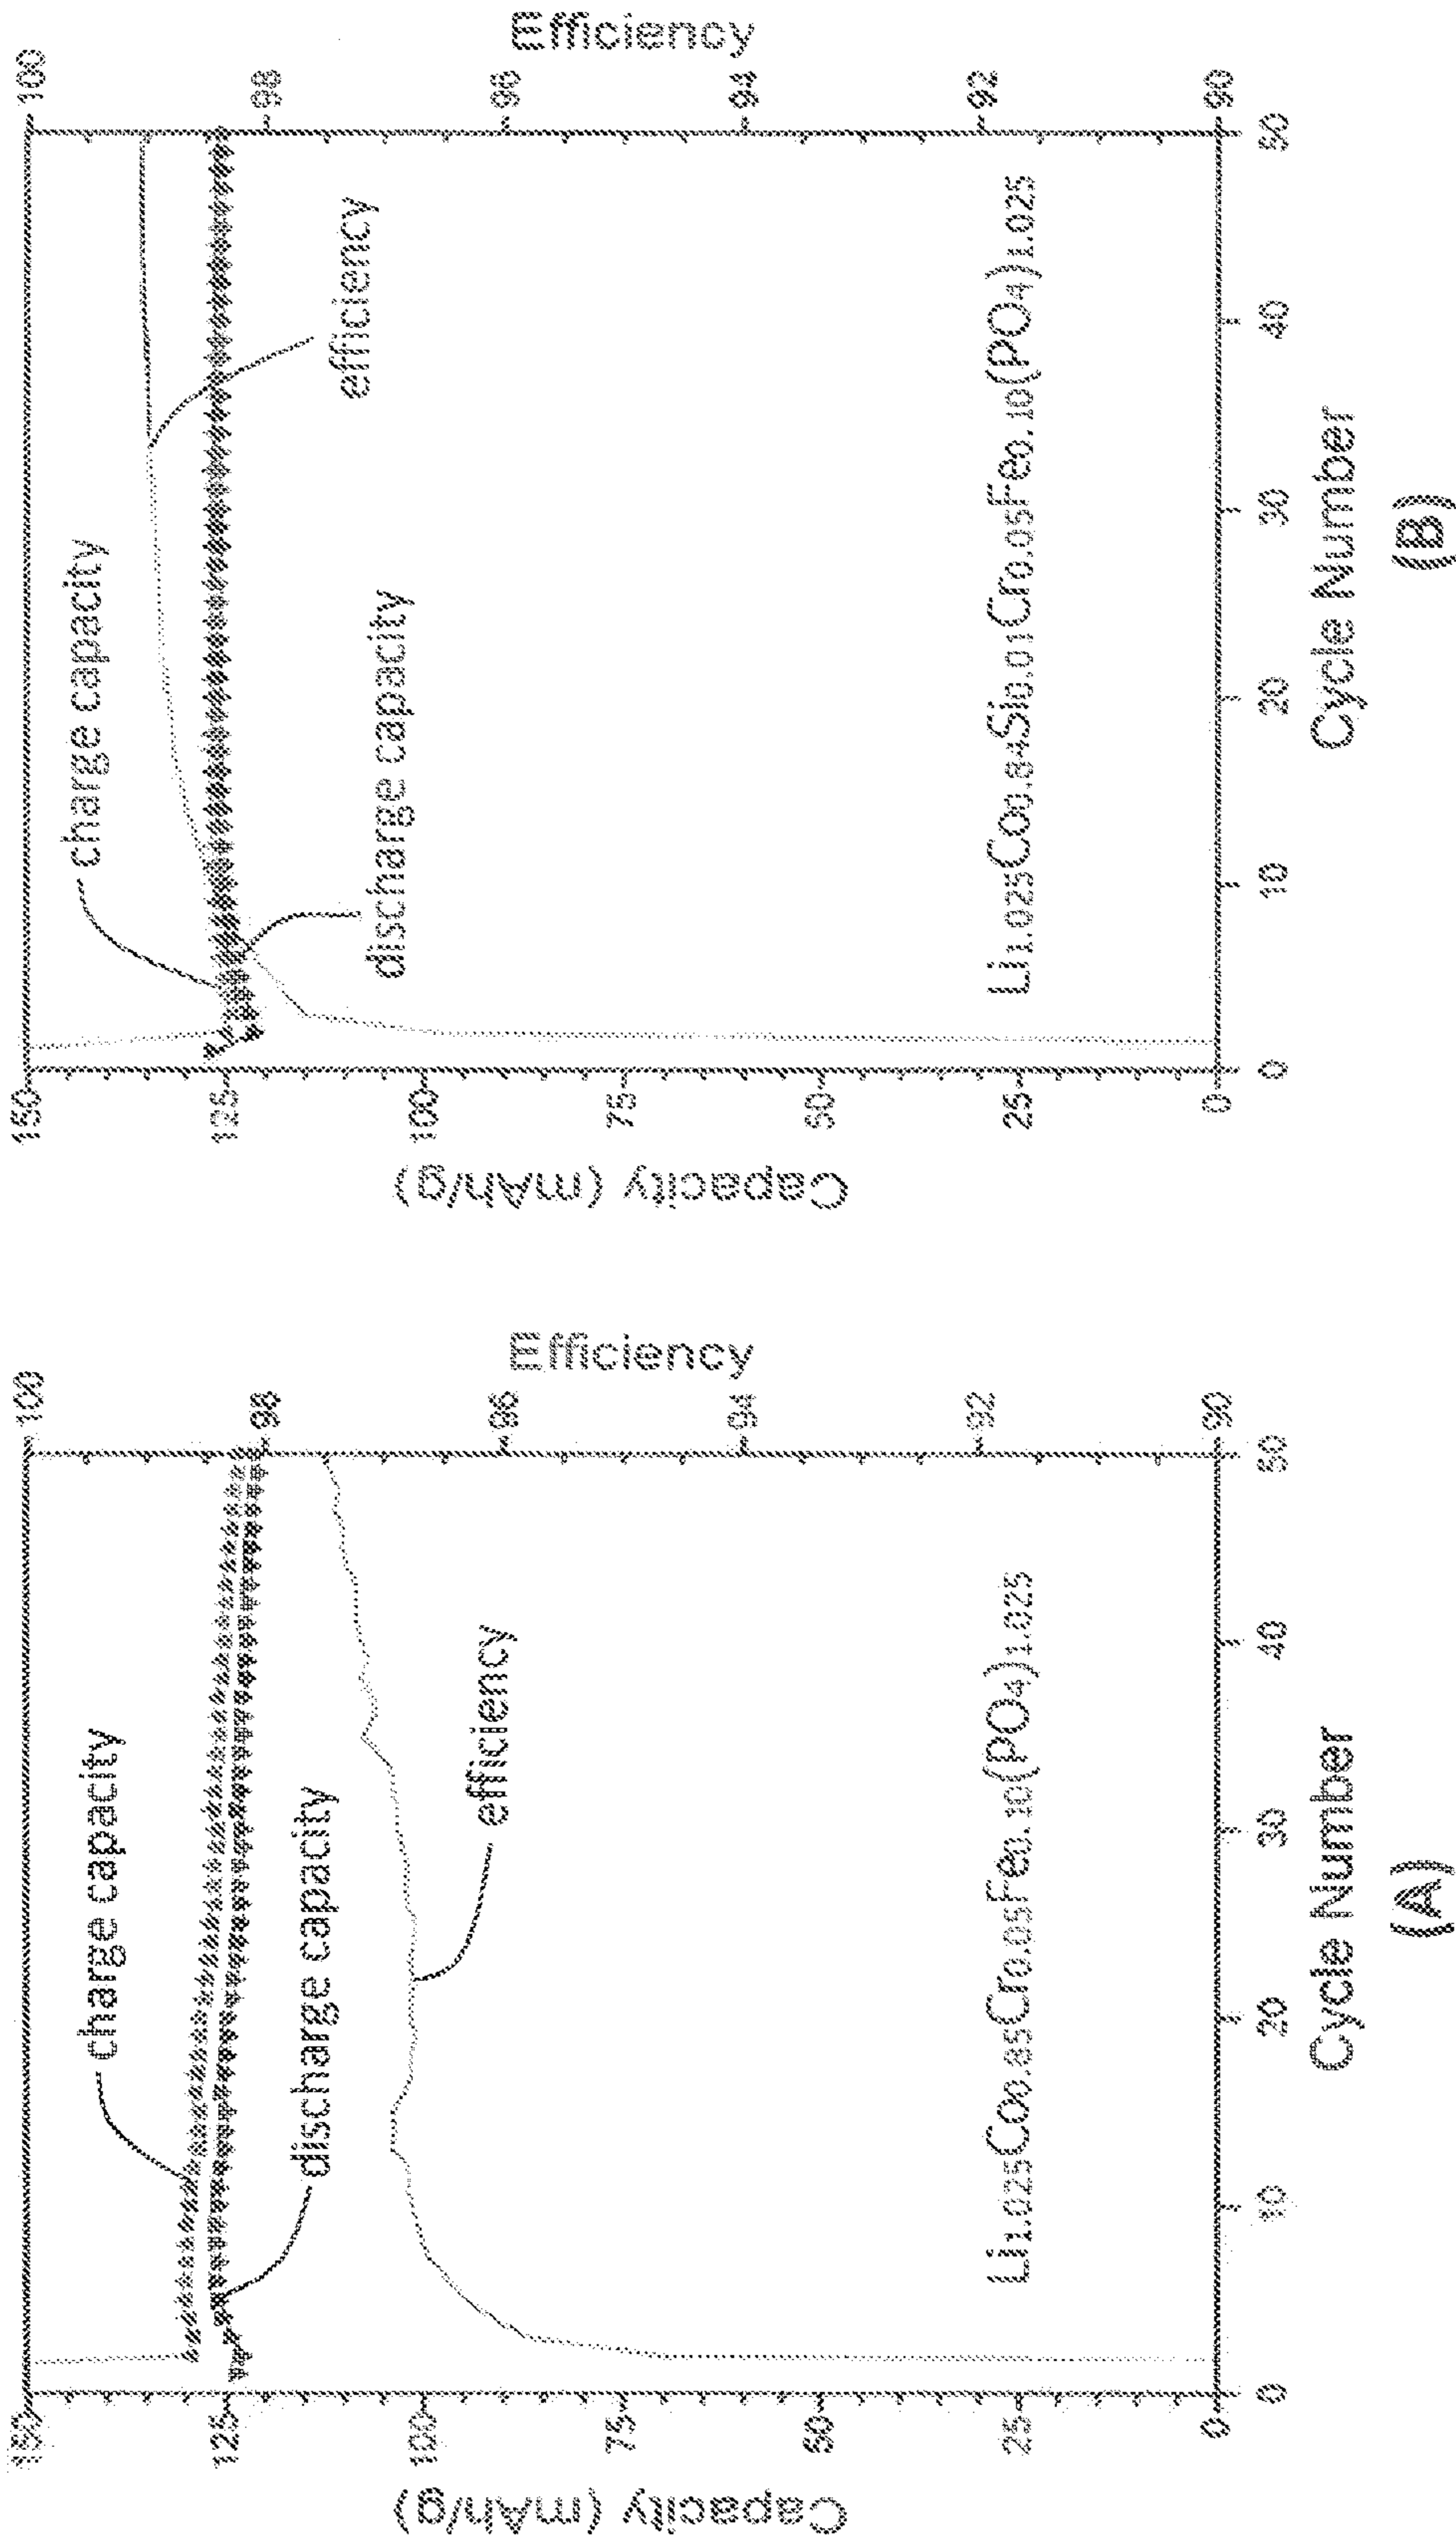 150
125
100
75
50
25
0
Capacity (mAh/g)
100
98
96
94
92
90
Efficiency
charge capacity
discharge capacity
efficiency
Li1.025Co0.85Cr0.05Fe0.10(PO4)1.025
0
10
20
30
40
50
Cycle Number
(A)
150
125
100
75
50
25
0
Capacity (mAh/g)
100
98
96
94
92
90
Efficiency
charge capacity
discharge capacity
efficiency
Li1.025Co0.84Si0.01Cr0.05Fe0.10(PO4)1.025
0
10
20
30
40
50
Cycle Number
(B)